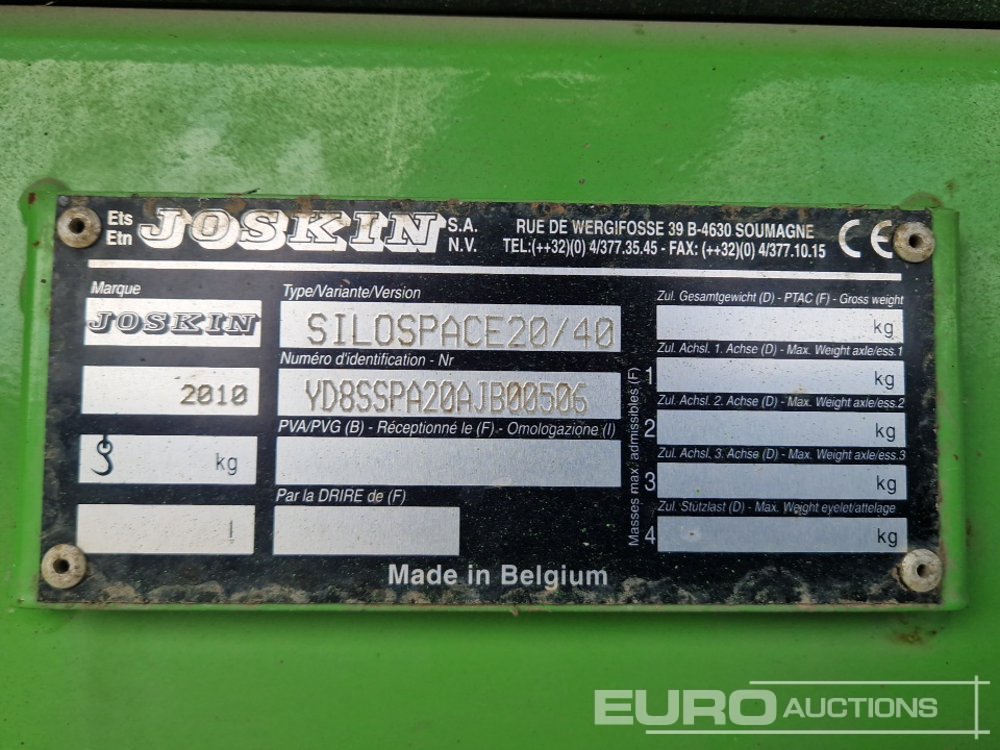 Ets
Etn
JOSKIN
S.A.
N.V.
RUE DE WERGIFOSSE 39 B-4630 SOUMAGNE
TEL:(++32)(0) 4/377.35.45 - FAX: (++32)(0) 4/377.10.15
CE
Marque
JOSKIN
2010
kg
l
Type/Variante/Version
SILOSPACE20/40
Numéro d'identification - Nr
YD8SSPA20AJB00506
PVA/PVG (B) - Réceptionné le (F) - Omologazione (I)
Par la DRIRE de (F)
Masses max. admissibles (F)
Zul. Gesamtgewicht (D) - PTAC (F) - Gross weight
kg
Zul. Achsl. 1. Achse (D) - Max. Weight axle/ess.1
1 kg
Zul. Achsl. 2. Achse (D) - Max. Weight axle/ess.2
2 kg
Zul. Achsl. 3. Achse (D) - Max. Weight axle/ess.3
3 kg
Zul. Stützlast (D) - Max. Weight eyelet/attelage
4 kg
Made in Belgium
EURO AUCTIONS